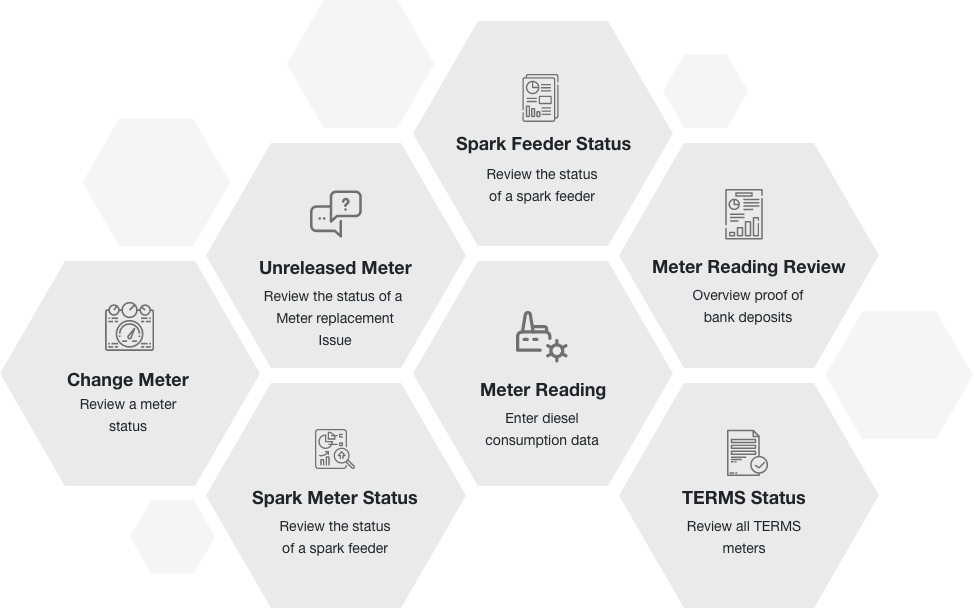 Spark Feeder Status
Review the status
of a spark feeder
?
Unreleased Meter
Review the status of a
Meter replacement
Issue
Meter Reading Review
Overview proof of
bank deposits
Change Meter
Review a meter
status
Meter Reading
Enter diesel
consumption data
Spark Meter Status
Review the status
of a spark feeder
TERMS Status
Review all TERMS
meters